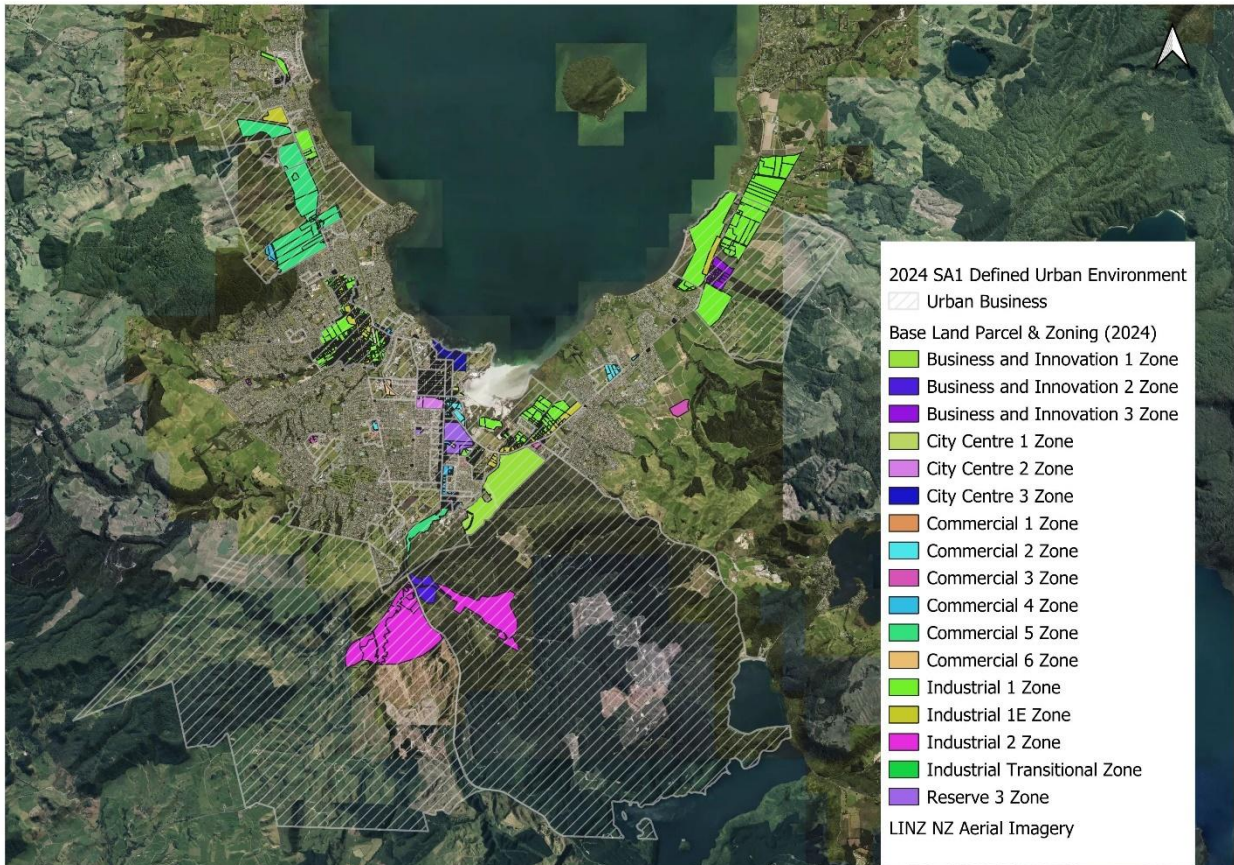 2024 SA1 Defined Urban Environment
Urban Business
Base Land Parcel & Zoning (2024)
Business and Innovation 1 Zone
Business and Innovation 2 Zone
Business and Innovation 3 Zone
City Centre 1 Zone
City Centre 2 Zone
City Centre 3 Zone
Commercial 1 Zone
Commercial 2 Zone
Commercial 3 Zone
Commercial 4 Zone
Commercial 5 Zone
Commercial 6 Zone
Industrial 1 Zone
Industrial 1E Zone
Industrial 2 Zone
Industrial Transitional Zone
Reserve 3 Zone
LINZ NZ Aerial Imagery